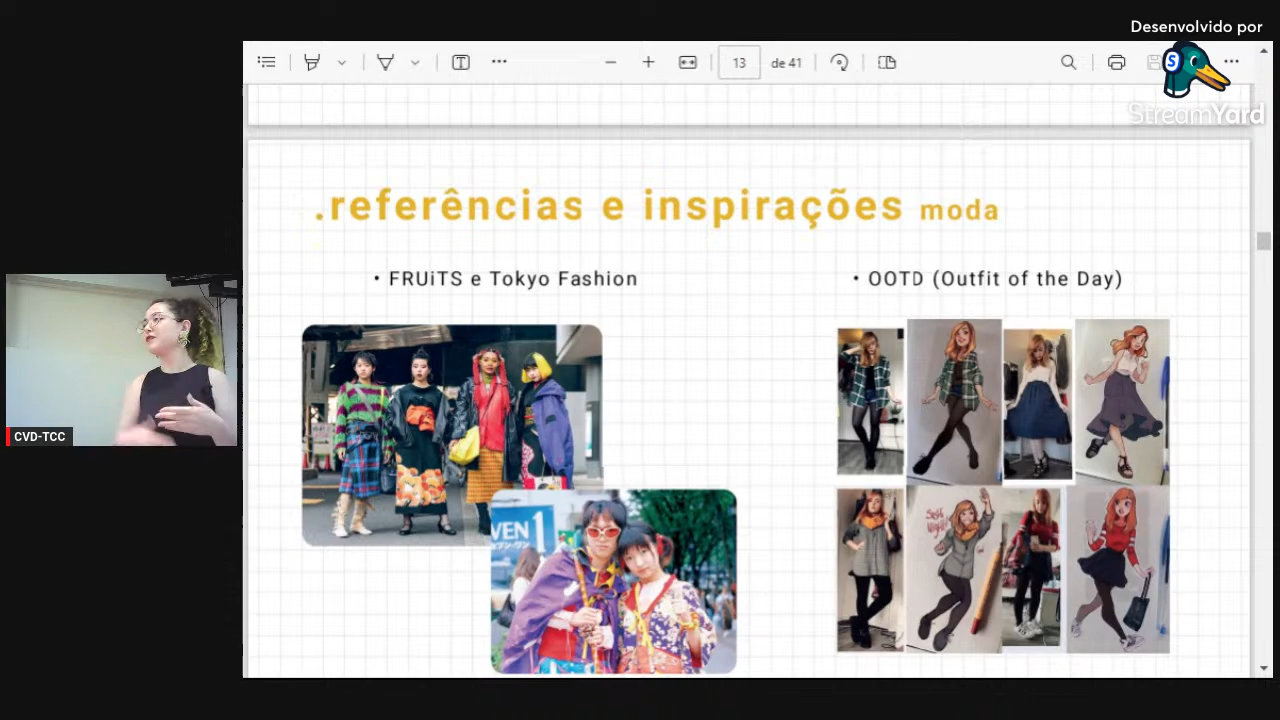 Desenvolvido por
StreamYard
13 de 41
.referências e inspirações moda
• FRUiTS e Tokyo Fashion
• OOTD (Outfit of the Day)
VEN 1
CVD-TCC